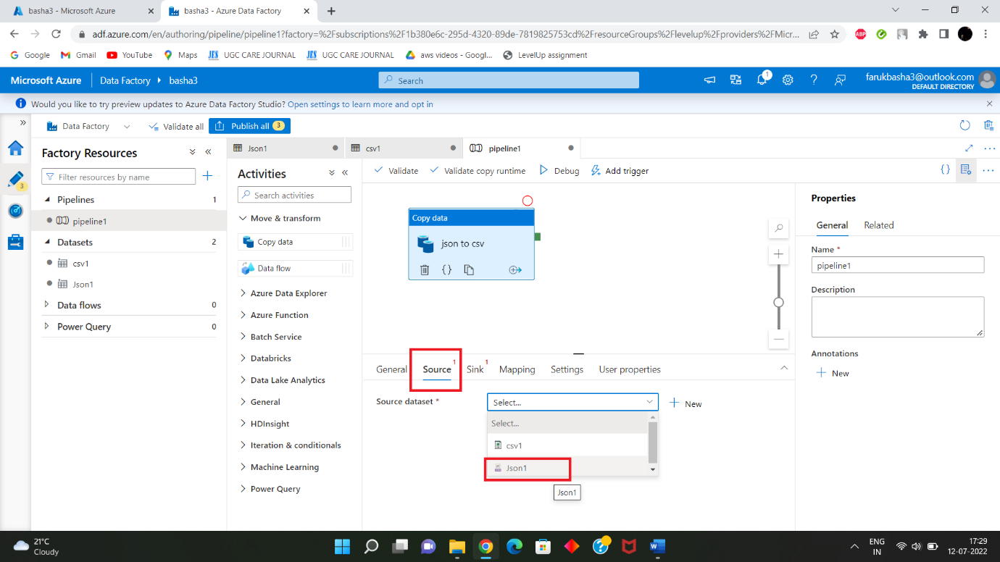 basha3 - Microsoft Azure
basha3 - Azure Data Factory
adf.azure.com/en/authoring/pipeline/pipeline1?factory=%2Fsubscriptions%2F1b380e6c-295d-4320-89de-7819825753cd%2FresourceGroups%2Flevelup%2Fproviders%2FMicr...
ABP
Google
Gmail
YouTube
Maps
JES UGC CARE JOURNAL
JES UGC CARE JOURNAL
aws videos - Googl...
LevelUp assignment
Microsoft Azure
Data Factory
basha3
Search
1
farukbasha3@outlook.com
DEFAULT DIRECTORY
Would you like to try preview updates to Azure Data Factory Studio? Open settings to learn more and opt in
Data Factory
Validate all
Publish all 3
3
Factory Resources
Filter resources by name
Pipelines 1
pipeline1
Datasets 2
csv1
Json1
Data flows 0
Power Query 0
Json1
csv1
pipeline1
Activities
Search activities
Move & transform
Copy data
Data flow
Azure Data Explorer
Azure Function
Batch Service
Databricks
Data Lake Analytics
General
HDInsight
Iteration & conditionals
Machine Learning
Power Query
Validate
Validate copy runtime
Debug
Add trigger
Copy data
json to csv
General
Source 1
Sink 1
Mapping
Settings
User properties
Source dataset *
Select...
New
Select...
csv1
Json1
Json1
Properties
General
Related
Name *
pipeline1
Description
Annotations
New
21°C
Cloudy
ENG
IN
17:29
12-07-2022